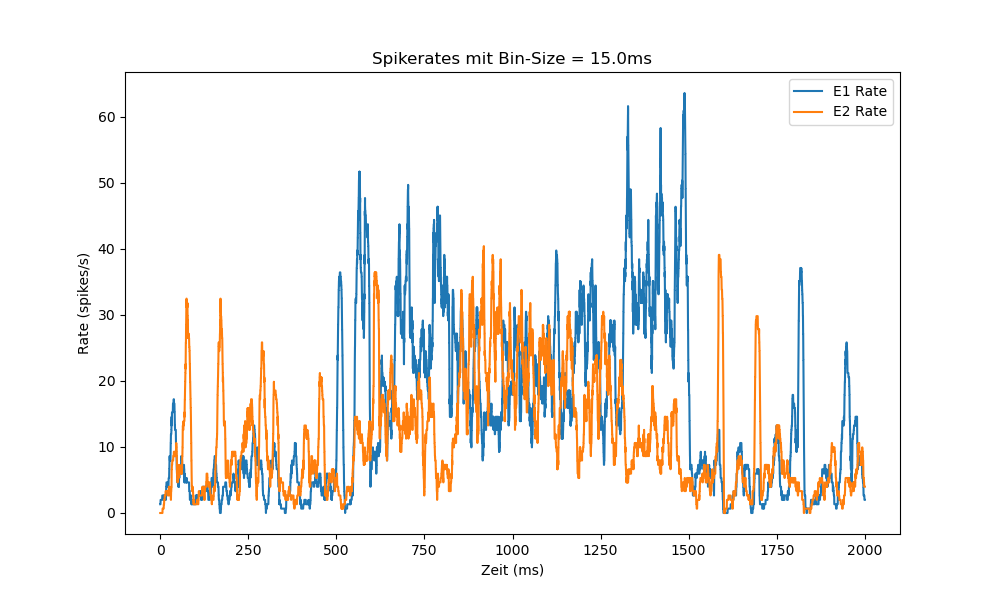 Spikerates mit Bin-Size = 15.0ms
E1 Rate
E2 Rate
Rate (spikes/s)
60
50
40
30
20
10
0
0 250 500 750 1000 1250 1500 1750 2000
Zeit (ms)